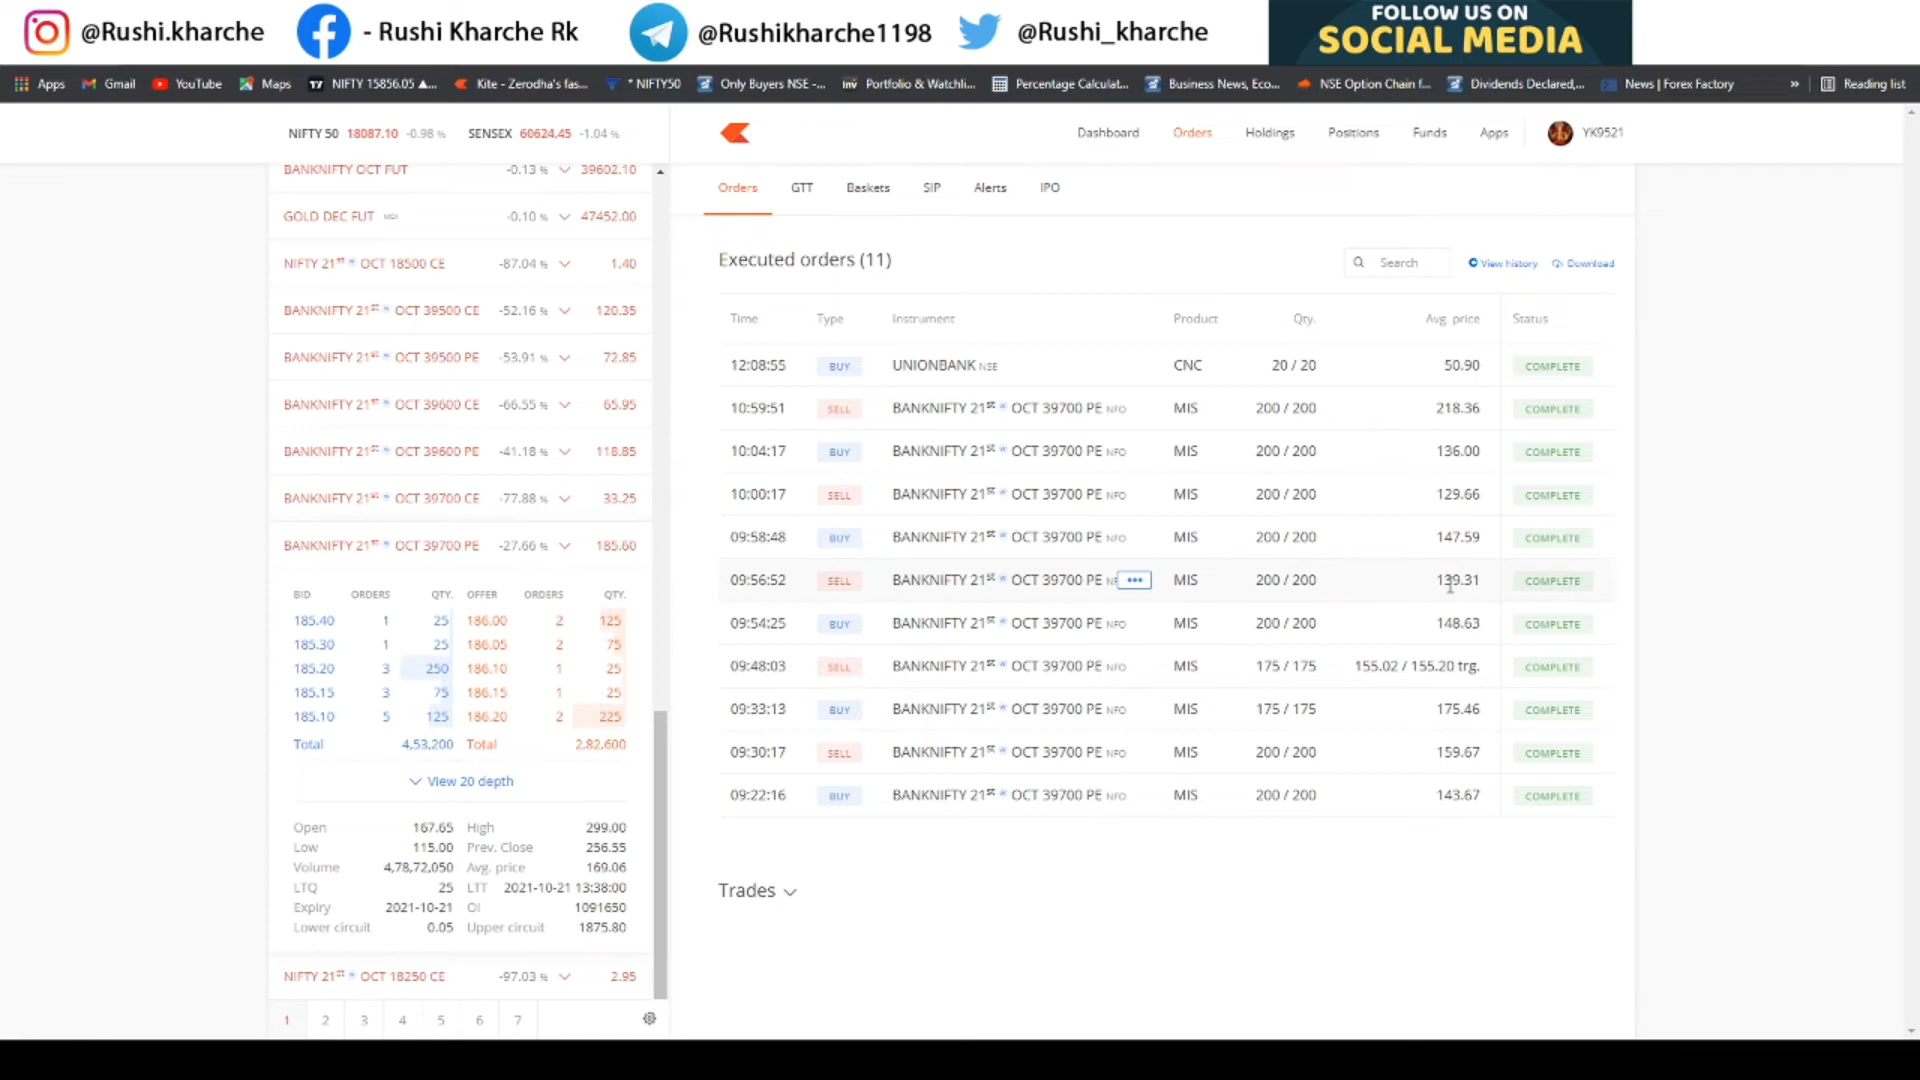 @Rushi.kharche - Rushi Kharche Rk @Rushikharche1198 @Rushi_kharche FOLLOW US ON
SOCIAL MEDIA
Apps Gmail YouTube Maps NIFTY 15856.05 ▲... Kite - Zerodha's fas... * NIFTY50 Only Buyers NSE -... Portfolio & Watchli... Percentage Calculat... Business News, Eco... NSE Option Chain f... Dividends Declared,... News | Forex Factory » Reading list
NIFTY 50 18087.10 -0.98 % SENSEX 60624.45 -1.04 %
Dashboard Orders Holdings Positions Funds Apps YK9521
BANKNIFTY OCT FUT -0.13 % 39602.10
GOLD DEC FUT -0.10 % 47452.00
NIFTY 21ST W OCT 18500 CE -87.04 % 1.40
BANKNIFTY 21ST W OCT 39500 CE -52.16 % 120.35
BANKNIFTY 21ST W OCT 39500 PE -53.91 % 72.85
BANKNIFTY 21ST W OCT 39600 CE -66.55 % 65.95
BANKNIFTY 21ST W OCT 39600 PE -41.18 % 118.85
BANKNIFTY 21ST W OCT 39700 CE -77.88 % 33.25
BANKNIFTY 21ST W OCT 39700 PE -27.66 % 185.60
BID ORDERS QTY. OFFER ORDERS QTY.
185.40 1 25 186.00 2 125
185.30 1 25 186.05 2 75
185.20 3 250 186.10 1 25
185.15 3 75 186.15 1 25
185.10 5 125 186.20 2 225
Total 4,53,200 Total 2,82,600
View 20 depth
Open 167.65 High 299.00
Low 115.00 Prev. Close 256.55
Volume 4,78,72,050 Avg. price 169.06
LTQ 25 LTT 2021-10-21 13:38:00
Expiry 2021-10-21 OI 1091650
Lower circuit 0.05 Upper circuit 1875.80
NIFTY 21ST W OCT 18250 CE -97.03 % 2.95
1 2 3 4 5 6 7
Orders GTT Baskets SIP Alerts IPO
Executed orders (11) Search View history Download
Time Type Instrument Product Qty. Avg. price Status
12:08:55 BUY UNIONBANK NSE CNC 20 / 20 50.90 COMPLETE
10:59:51 SELL BANKNIFTY 21ST W OCT 39700 PE NFO MIS 200 / 200 218.36 COMPLETE
10:04:17 BUY BANKNIFTY 21ST W OCT 39700 PE NFO MIS 200 / 200 136.00 COMPLETE
10:00:17 SELL BANKNIFTY 21ST W OCT 39700 PE NFO MIS 200 / 200 129.66 COMPLETE
09:58:48 BUY BANKNIFTY 21ST W OCT 39700 PE NFO MIS 200 / 200 147.59 COMPLETE
09:56:52 SELL BANKNIFTY 21ST W OCT 39700 PE NF ••• MIS 200 / 200 139.31 COMPLETE
09:54:25 BUY BANKNIFTY 21ST W OCT 39700 PE NFO MIS 200 / 200 148.63 COMPLETE
09:48:03 SELL BANKNIFTY 21ST W OCT 39700 PE NFO MIS 175 / 175 155.02 / 155.20 trg. COMPLETE
09:33:13 BUY BANKNIFTY 21ST W OCT 39700 PE NFO MIS 175 / 175 175.46 COMPLETE
09:30:17 SELL BANKNIFTY 21ST W OCT 39700 PE NFO MIS 200 / 200 159.67 COMPLETE
09:22:16 BUY BANKNIFTY 21ST W OCT 39700 PE NFO MIS 200 / 200 143.67 COMPLETE
Trades